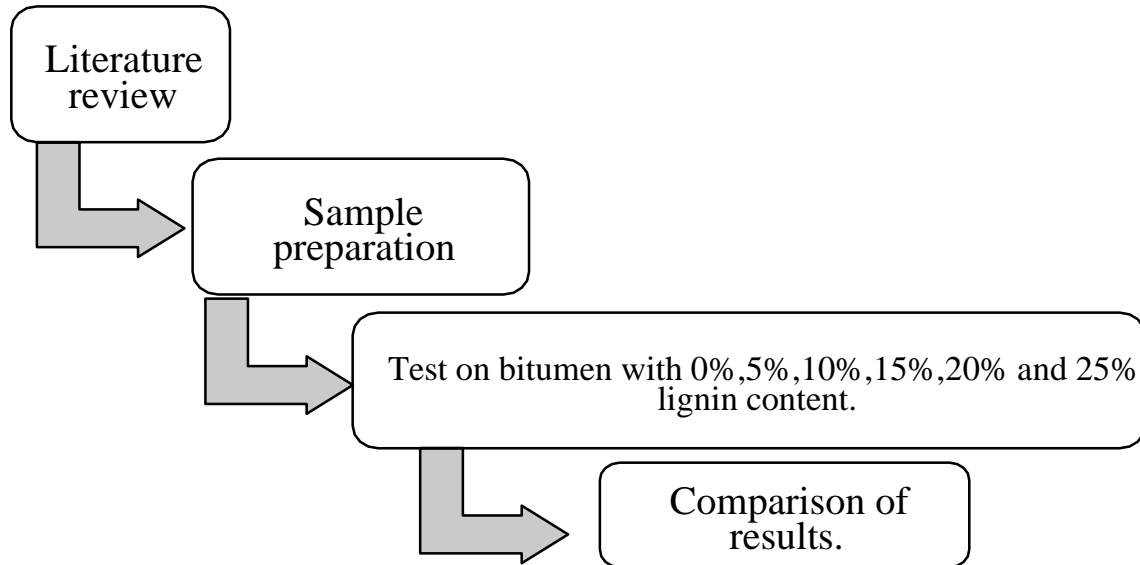 Literature
review
Sample
preparation
Test on bitumen with 0%,5%,10%,15%,20% and 25%
lignin content.
Comparison of
results.